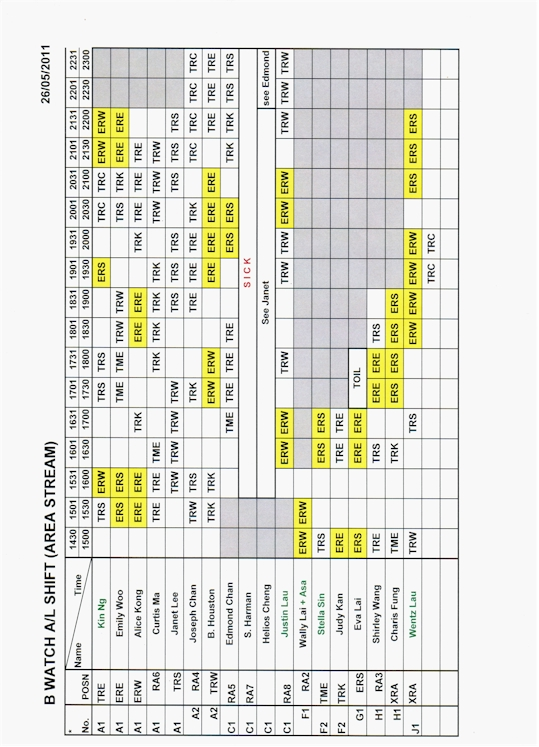 B WATCH A/L SHIFT (AREA STREAM) 26/05/2011
* Time 1430 1501 1531 1601 1631 1701 1731 1801 1831 1901 1931 2001 2031 2101 2131 2201 2231
No. POSN Name 1500 1530 1600 1630 1700 1730 1800 1830 1900 1930 2000 2030 2100 2130 2200 2230 2300
A1 TRE Kin Ng TRS ERW TRS TRS ERS TRC TRC ERW ERW
A1 ERE Emily Woo ERS ERS TME TME TRW TRW TRS TRK ERE ERE
A1 ERW Alice Kong ERE ERE TRK ERE ERE TRK TRE TRE TRE
A1 RA6 Curtis Ma TRE TRE TME TRK TRK TRK TRW TRW TRW
A1 TRS Janet Lee TRW TRW TRW TRW TRS TRS TRS TRS TRS
A2 RA4 Joseph Chan TRW TRS TRK TRE TRE TRK TRC TRC TRC TRC
A2 TRW B. Houston TRK TRK ERW ERW ERE ERE ERE ERE TRE TRE TRE
C1 RA5 Edmond Chan TME TRE TRE TRE ERS ERS TRK TRK TRS TRS
C1 RA7 S. Harman SICK
C1 Helios Cheng See Janet see Edmond
C1 RA8 Justin Lau ERW ERW TRW TRW TRW ERW ERW TRW TRW TRW
F1 RA2 Wally Lai + Asa ERW ERW
F2 TME Stella Sin TRS ERS ERS
F2 TRK Judy Kan ERE TRE TRE
G1 ERS Eva Lai ERS ERE ERE TOIL
H1 RA3 Shirley Wang TRE TRS ERE ERE TRS
H1 XRA Charis Fung TME TRK ERS ERS ERE ERS
J1 XRA Wentz Lau TRW TRS ERW ERW ERW ERW ERS ERS ERS
TRC TRC